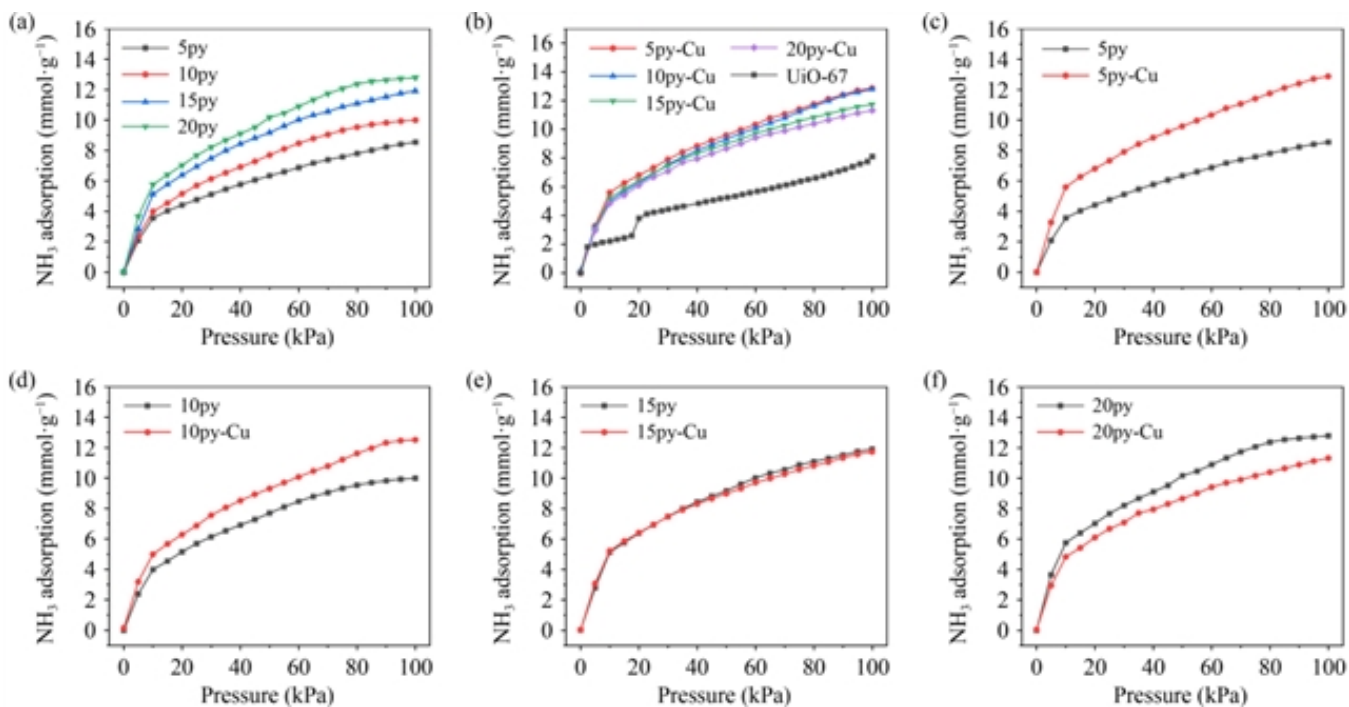 (a)
16
14
12
10
8
6
4
2
0
NH₃ adsorption (mmol·g⁻¹)
5py
10py
15py
20py
0 20 40 60 80 100
Pressure (kPa)
(b)
16
14
12
10
8
6
4
2
0
NH₃ adsorption (mmol·g⁻¹)
5py-Cu 20py-Cu
10py-Cu UiO-67
15py-Cu
0 20 40 60 80 100
Pressure (kPa)
(c)
16
14
12
10
8
6
4
2
0
NH₃ adsorption (mmol·g⁻¹)
5py
5py-Cu
0 20 40 60 80 100
Pressure (kPa)
(d)
16
14
12
10
8
6
4
2
0
NH₃ adsorption (mmol·g⁻¹)
10py
10py-Cu
0 20 40 60 80 100
Pressure (kPa)
(e)
16
14
12
10
8
6
4
2
0
NH₃ adsorption (mmol·g⁻¹)
15py
15py-Cu
0 20 40 60 80 100
Pressure (kPa)
(f)
16
14
12
10
8
6
4
2
0
NH₃ adsorption (mmol·g⁻¹)
20py
20py-Cu
0 20 40 60 80 100
Pressure (kPa)